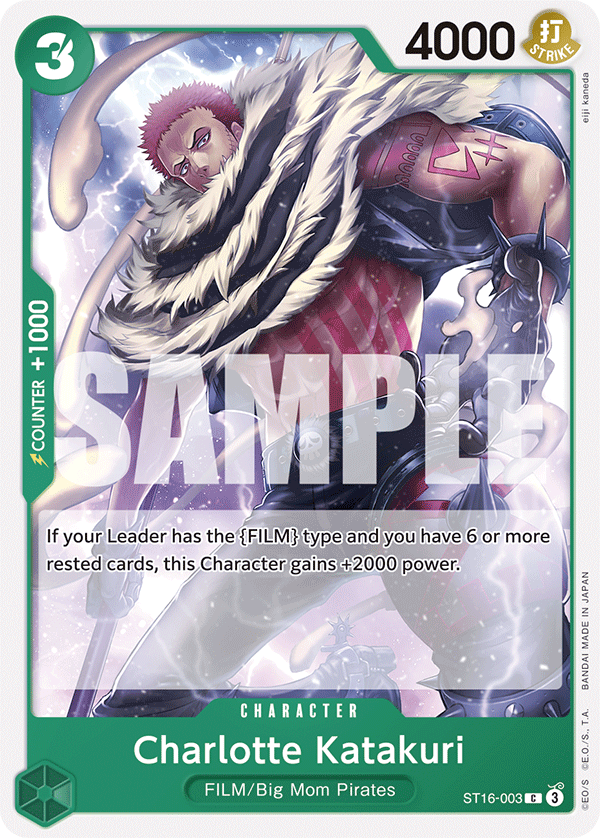 3
4000
打
STRIKE
eiji kaneda
COUNTER +1000
SAMPLE
If your Leader has the {FILM} type and you have 6 or more
rested cards, this Character gains +2000 power.
BANDAI MADE IN JAPAN
©E.O./S., T.A.
©EO/S
CHARACTER
Charlotte Katakuri
FILM/Big Mom Pirates
ST16-003 C 3